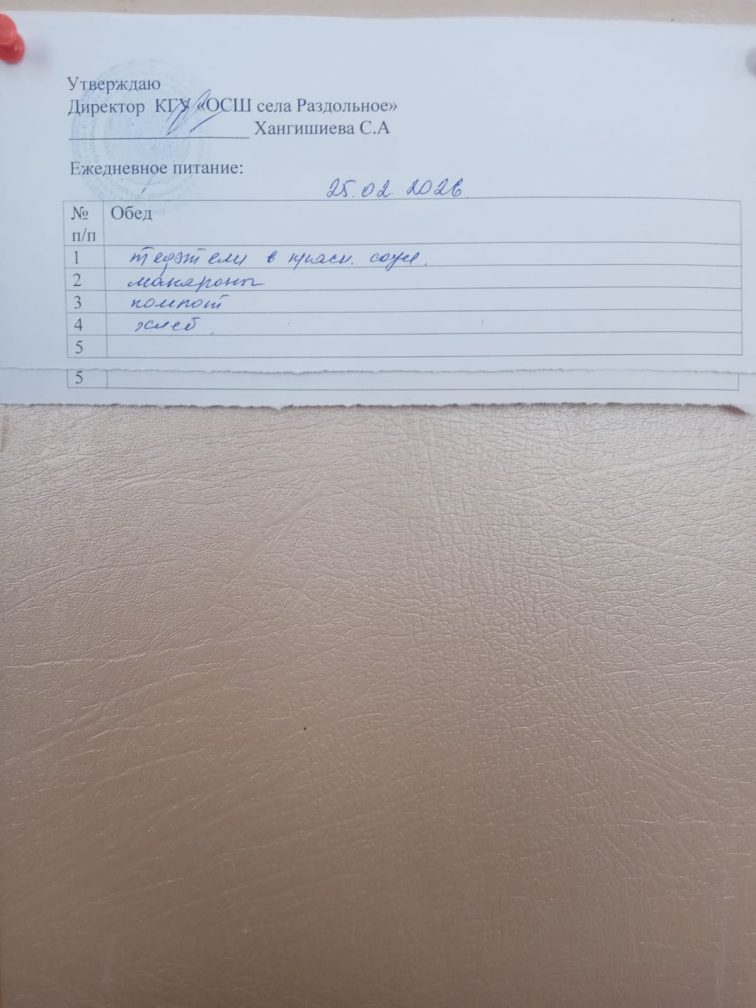 Утверждаю
Директор КГУ «ОСШ села Раздольное»
Хангишиева С.А
Ежедневное питание:
25.02.2026
№ п/п Обед
1 тефтели в красн. соусе.
2 макароны
3 компот
4 хлеб.
5
5